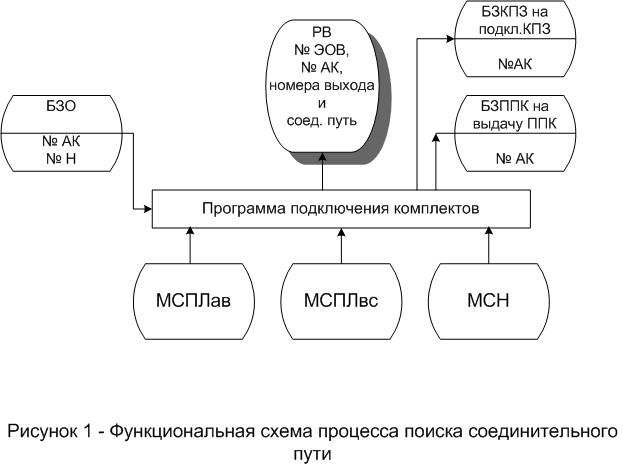 РВ
№ ЭОВ,
№ АК,
номера выхода
и
соед. путь
БЗКПЗ на
подкл.КПЗ
№АК
БЗО
№ АК
№ Н
БЗППК на
выдачу ППК
№ АК
Программа подключения комплектов
МСПЛав
МСПЛвс
МСН
Рисунок 1 - Функциональная схема процесса поиска соединительного
пути